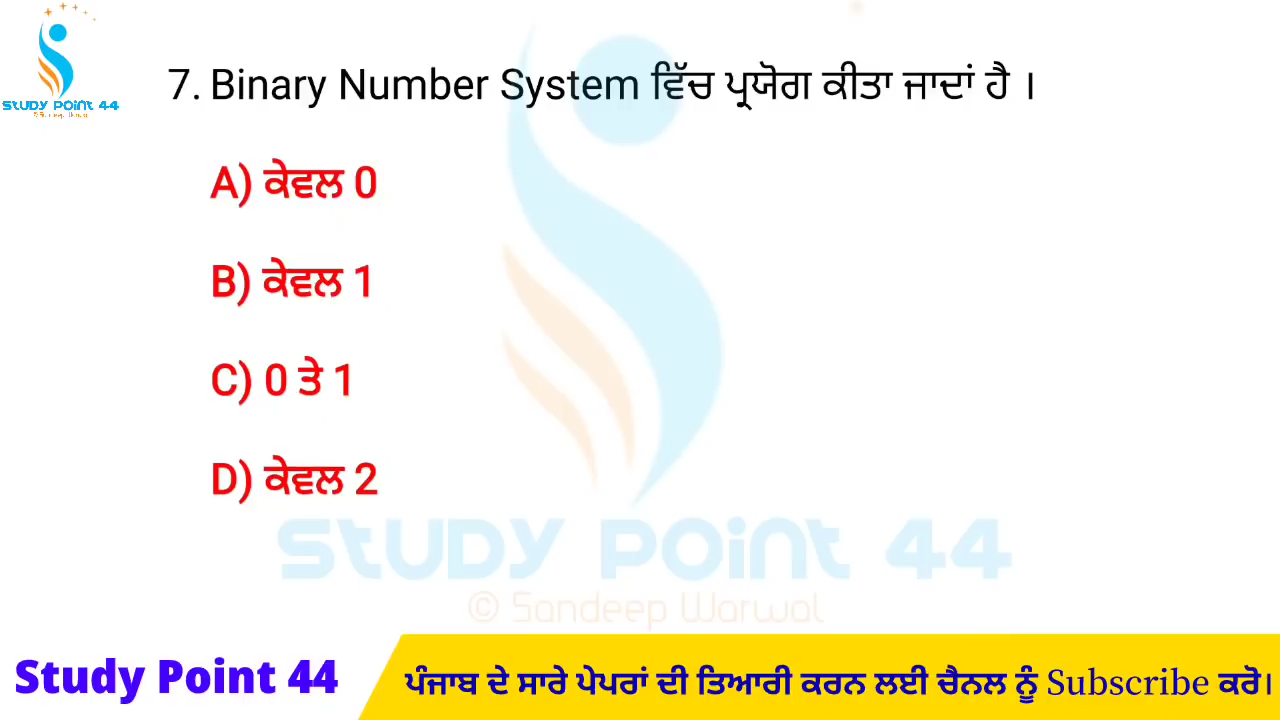 STUDY POINT 44
7. Binary Number System ਵਿੱਚ ਪ੍ਰਯੋਗ ਕੀਤਾ ਜਾਦਾਂ ਹੈ ।
A) ਕੇਵਲ 0
B) ਕੇਵਲ 1
C) 0 ਤੇ 1
D) ਕੇਵਲ 2
STUDY POINT 44
© Sandeep Warwal
Study Point 44
ਪੰਜਾਬ ਦੇ ਸਾਰੇ ਪੇਪਰਾਂ ਦੀ ਤਿਆਰੀ ਕਰਨ ਲਈ ਚੈਨਲ ਨੂੰ Subscribe ਕਰੋ।